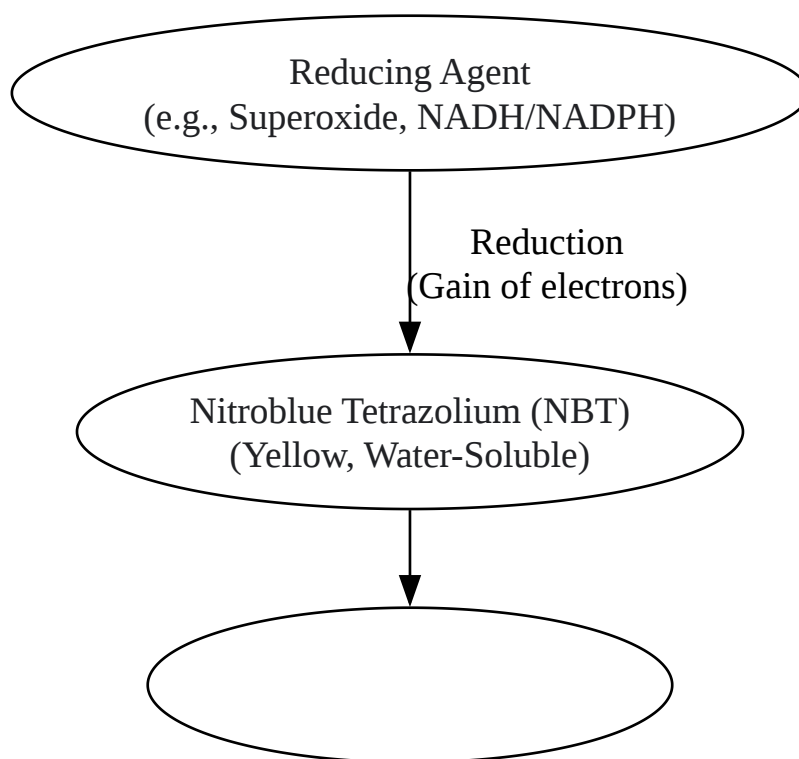 Reducing Agent
(e.g., Superoxide, NADH/NADPH)
Reduction
(Gain of electrons)
Nitroblue Tetrazolium (NBT)
(Yellow, Water-Soluble)